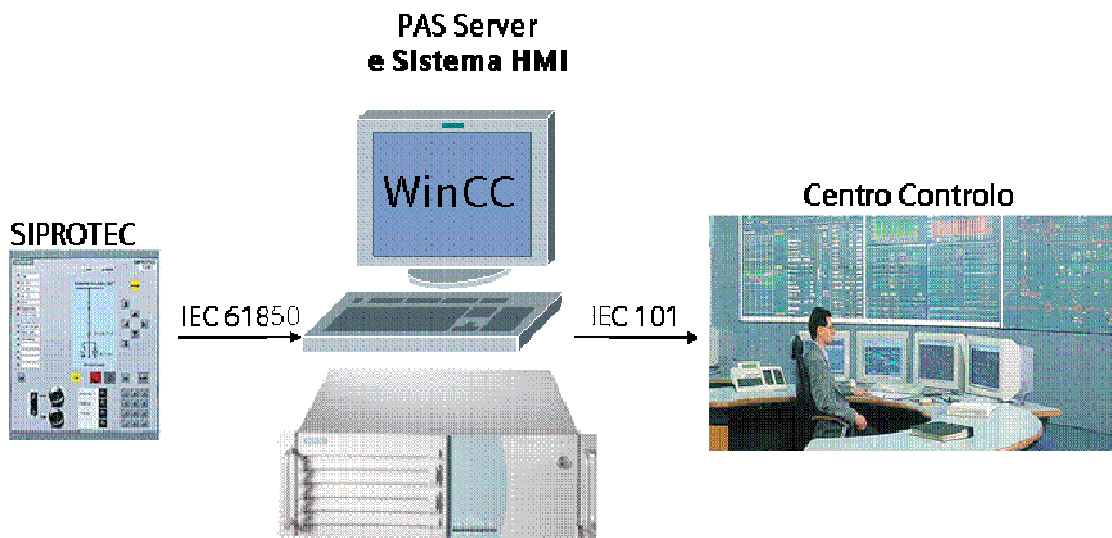 PAS Server
e Sistema HMI
WinCC
Centro Controlo
SIPROTEC
IEC 61850
IEC 101